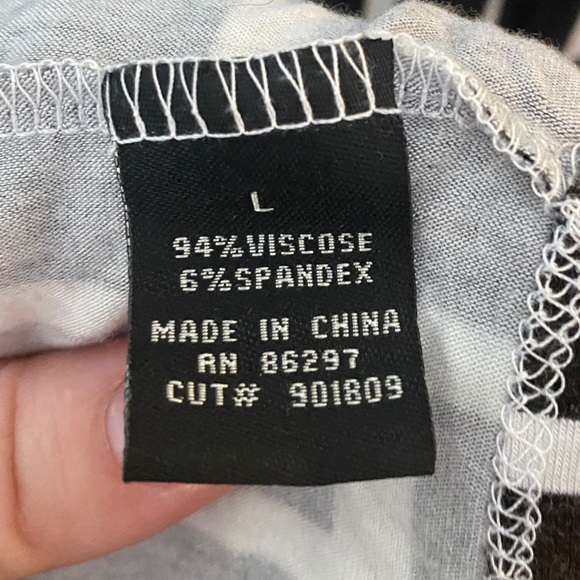 L
94%VISCOSE
6%SPANDEX
MADE IN CHINA
RN 86297
CUT# 901809